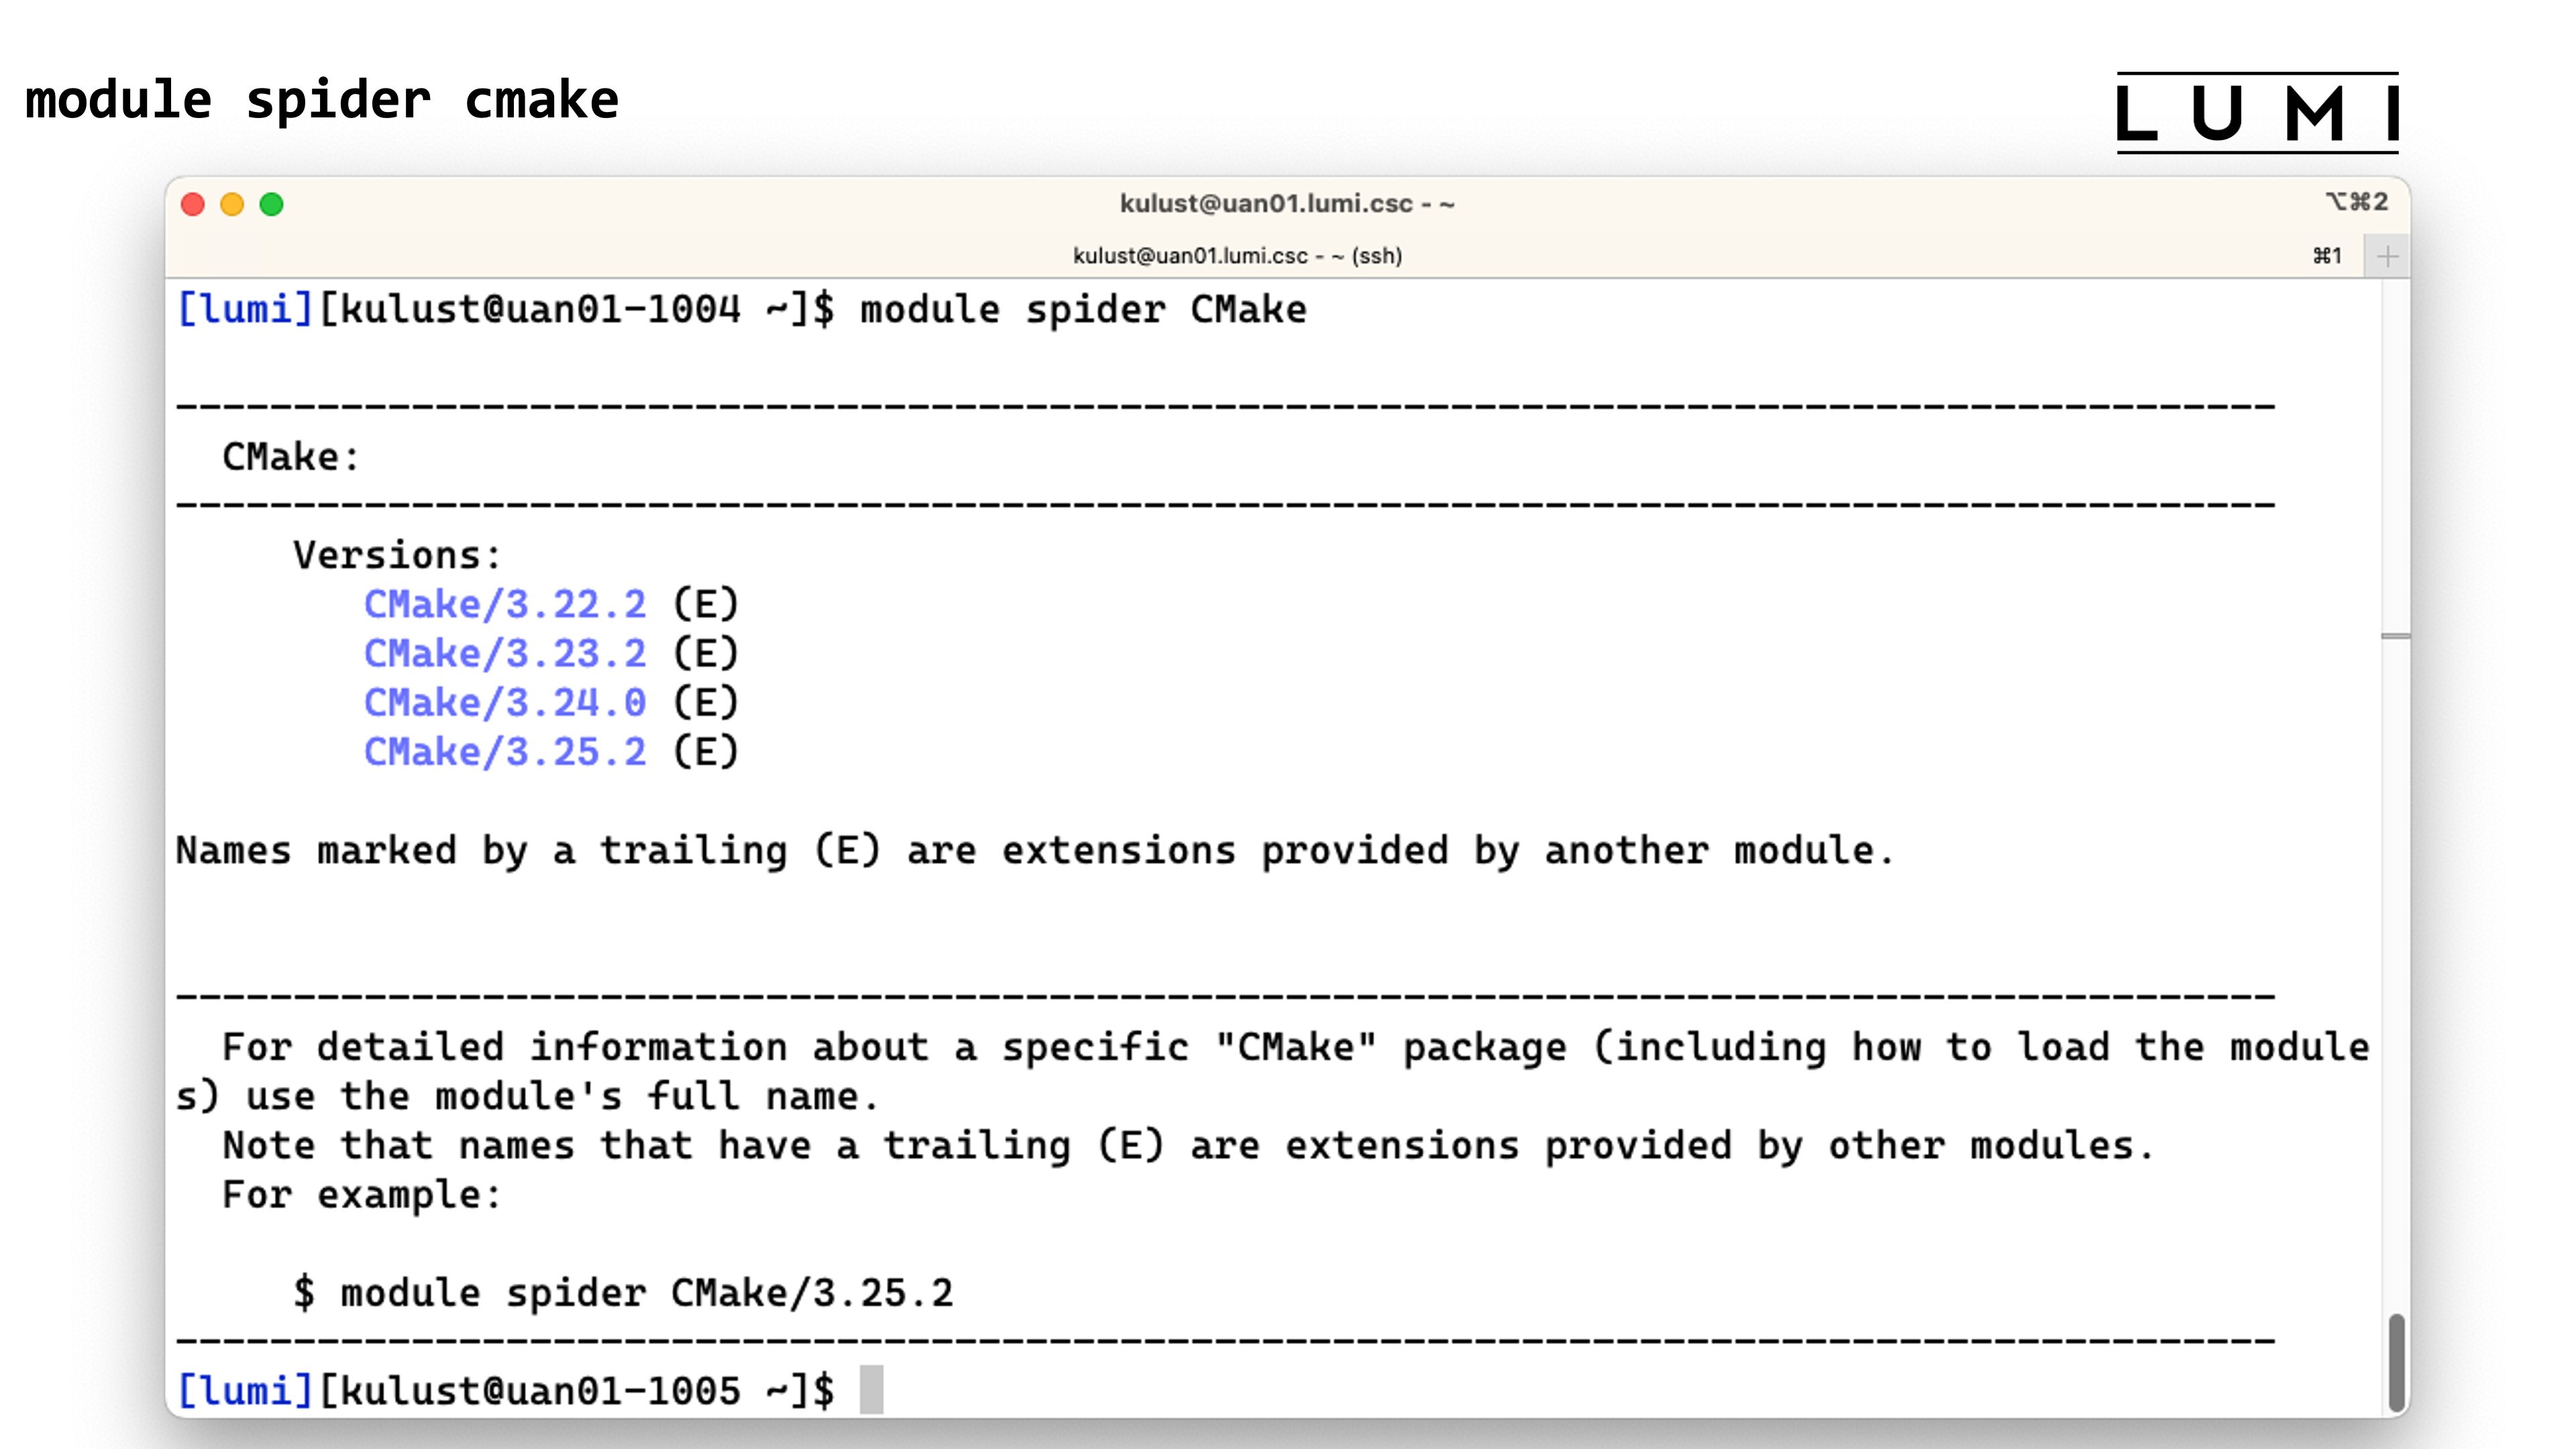 module spider cmake
LUMI
kulust@uan01.lumi.csc - ~
⌥⌘2
kulust@uan01.lumi.csc - ~ (ssh)
⌘1
[lumi][kulust@uan01-1004 ~]$ module spider CMake
-----------------------------------------------------------------------------------------
CMake:
-----------------------------------------------------------------------------------------
Versions:
CMake/3.22.2 (E)
CMake/3.23.2 (E)
CMake/3.24.0 (E)
CMake/3.25.2 (E)
Names marked by a trailing (E) are extensions provided by another module.
-----------------------------------------------------------------------------------------
For detailed information about a specific "CMake" package (including how to load the module
s) use the module's full name.
Note that names that have a trailing (E) are extensions provided by other modules.
For example:
$ module spider CMake/3.25.2
-----------------------------------------------------------------------------------------
[lumi][kulust@uan01-1005 ~]$